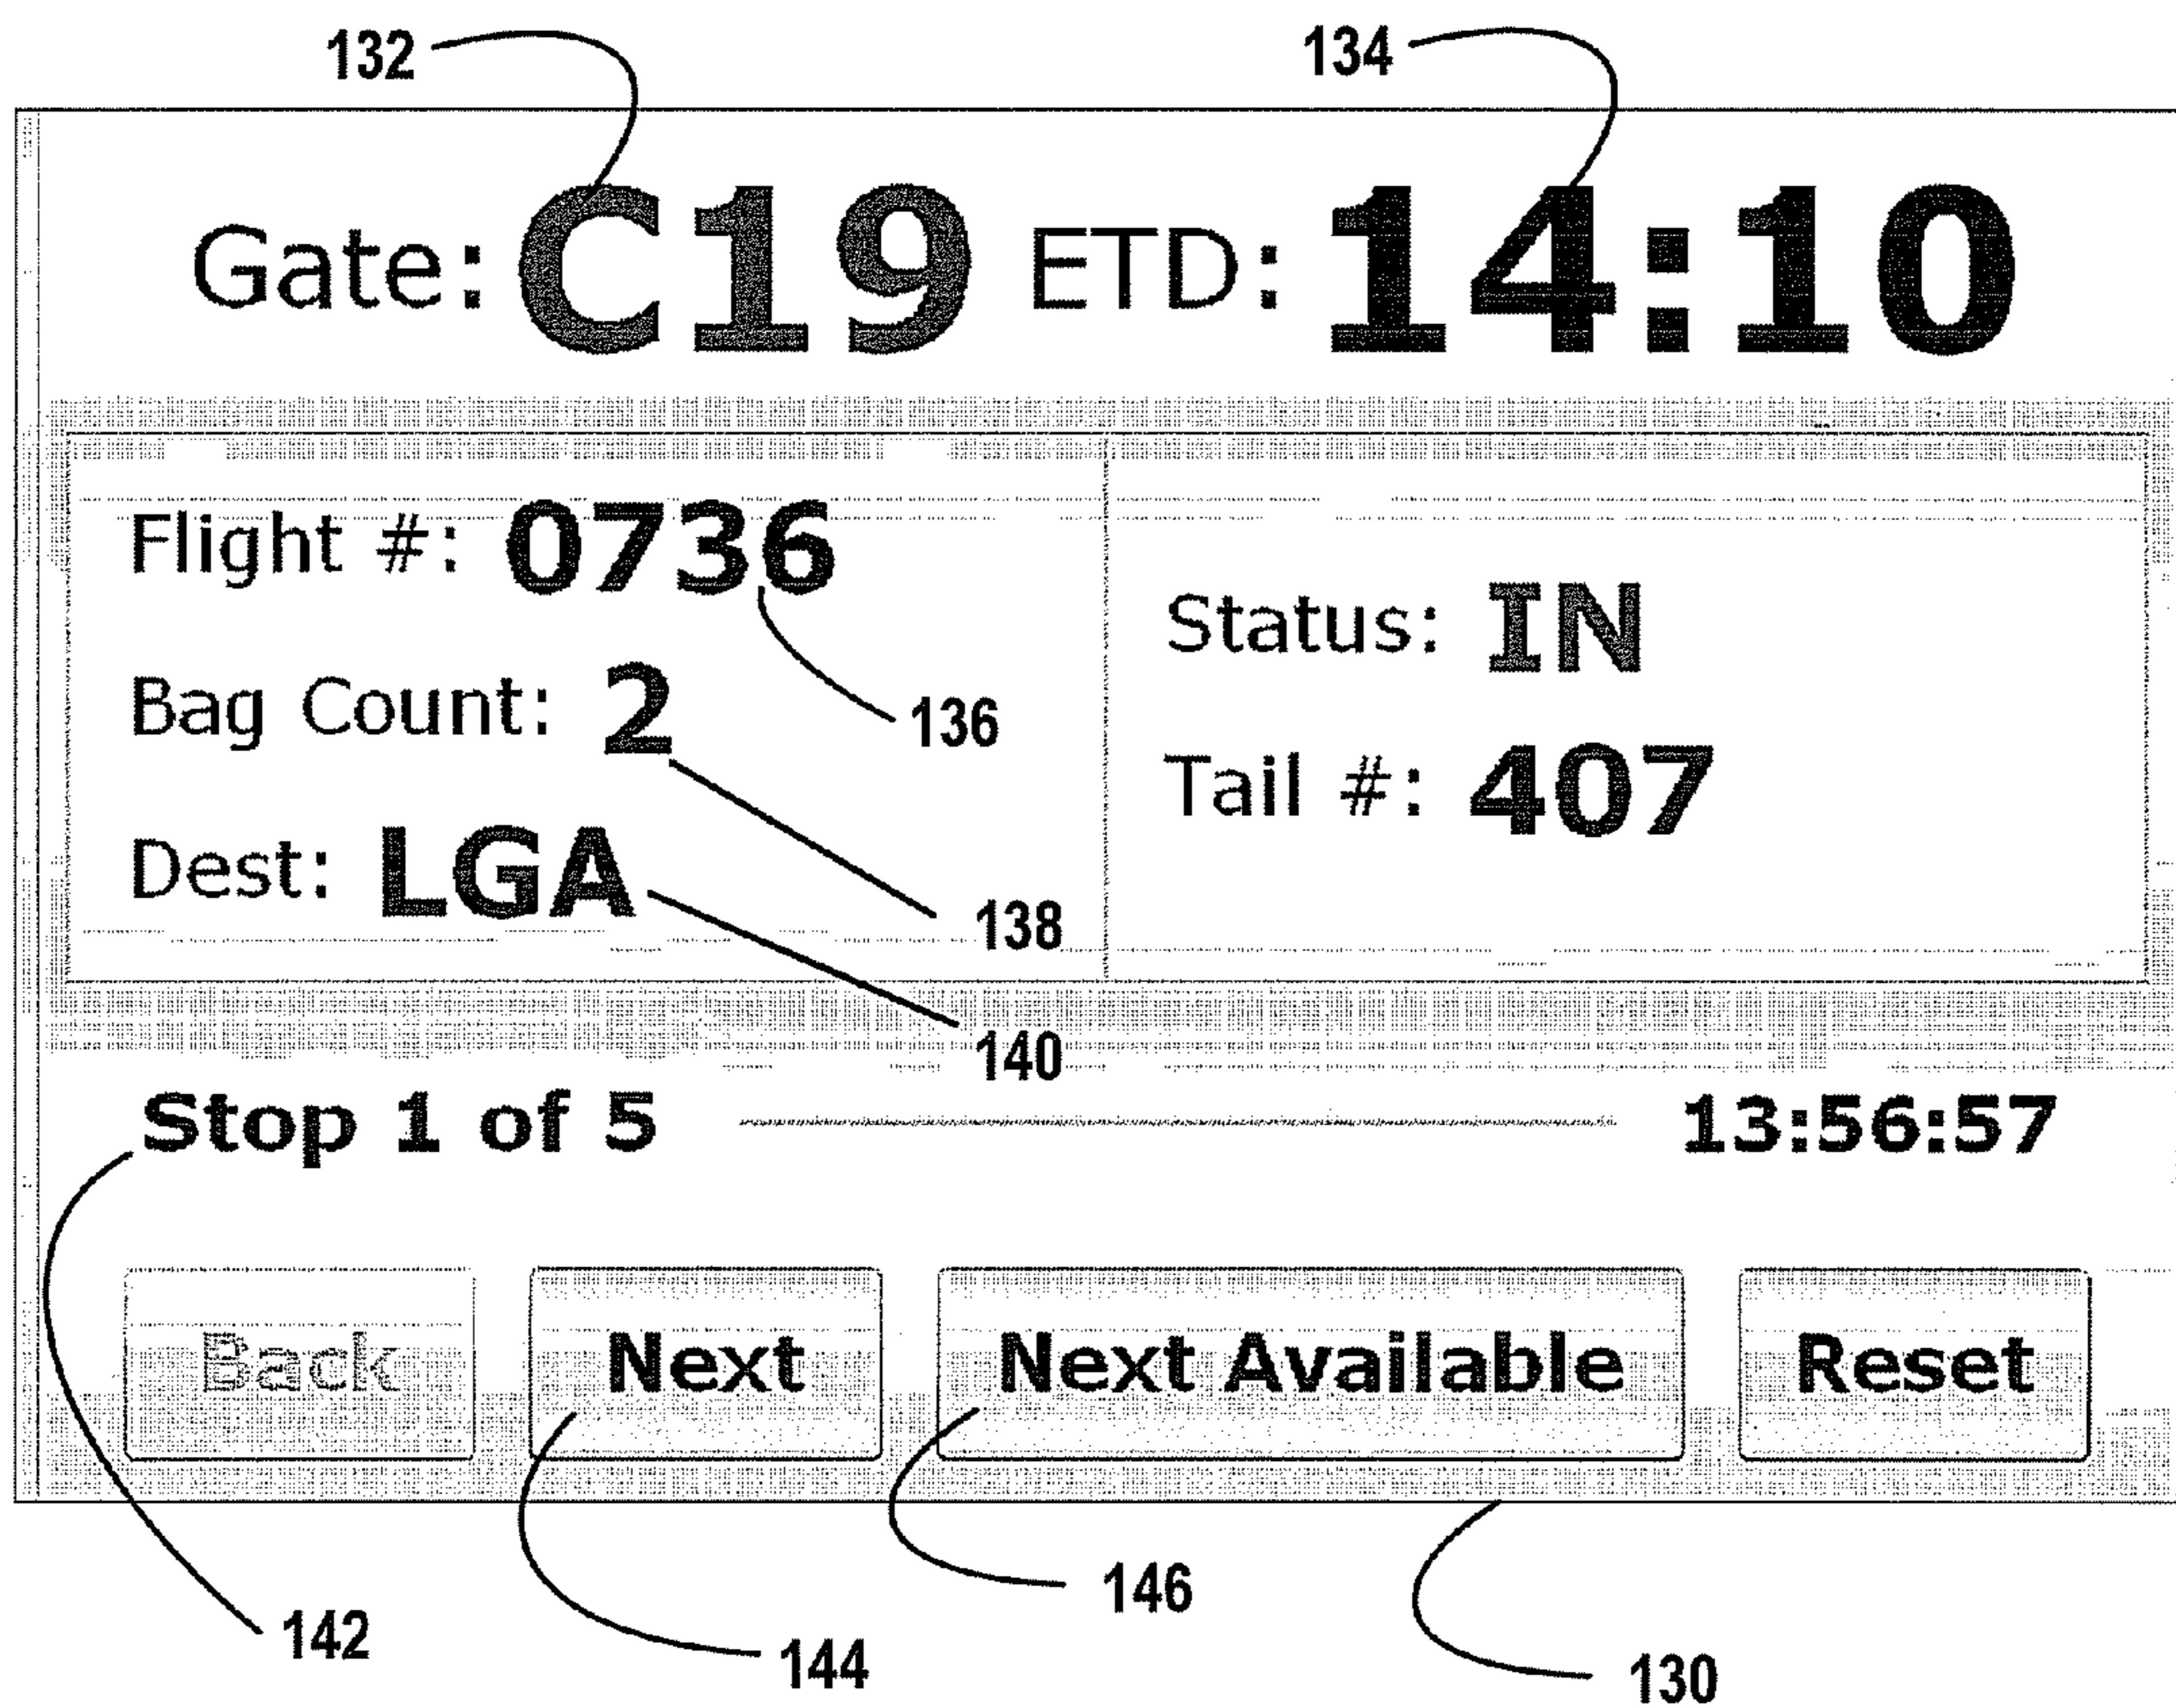 132 134
Gate: C19 ETD: 14:10
Flight #: 0736
Status: IN
Bag Count: 2
136
Tail #: 407
Dest: LGA
138
140
Stop 1 of 5 13:56:57
Back Next Next Available Reset
146
142
144
130